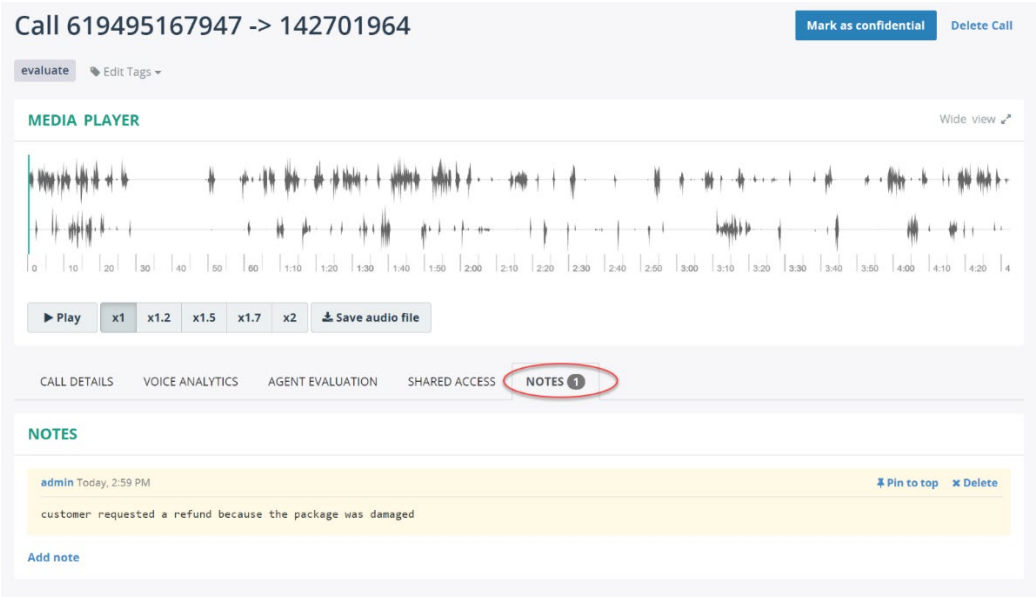 Call 619495167947 -> 142701964
Mark as confidential Delete Call
evaluate Edit Tags
MEDIA PLAYER Wide view
0 10 20 30 40 50 60 1:10 1:20 1:30 1:40 1:50 2:00 2:10 2:20 2:30 2:40 2:50 3:00 3:10 3:20 3:30 3:40 3:50 4:00 4:10 4:20 4
Play x1 x1.2 x1.5 x1.7 x2 Save audio file
CALL DETAILS VOICE ANALYTICS AGENT EVALUATION SHARED ACCESS NOTES 1
NOTES
admin Today, 2:59 PM Pin to top Delete
customer requested a refund because the package was damaged
Add note